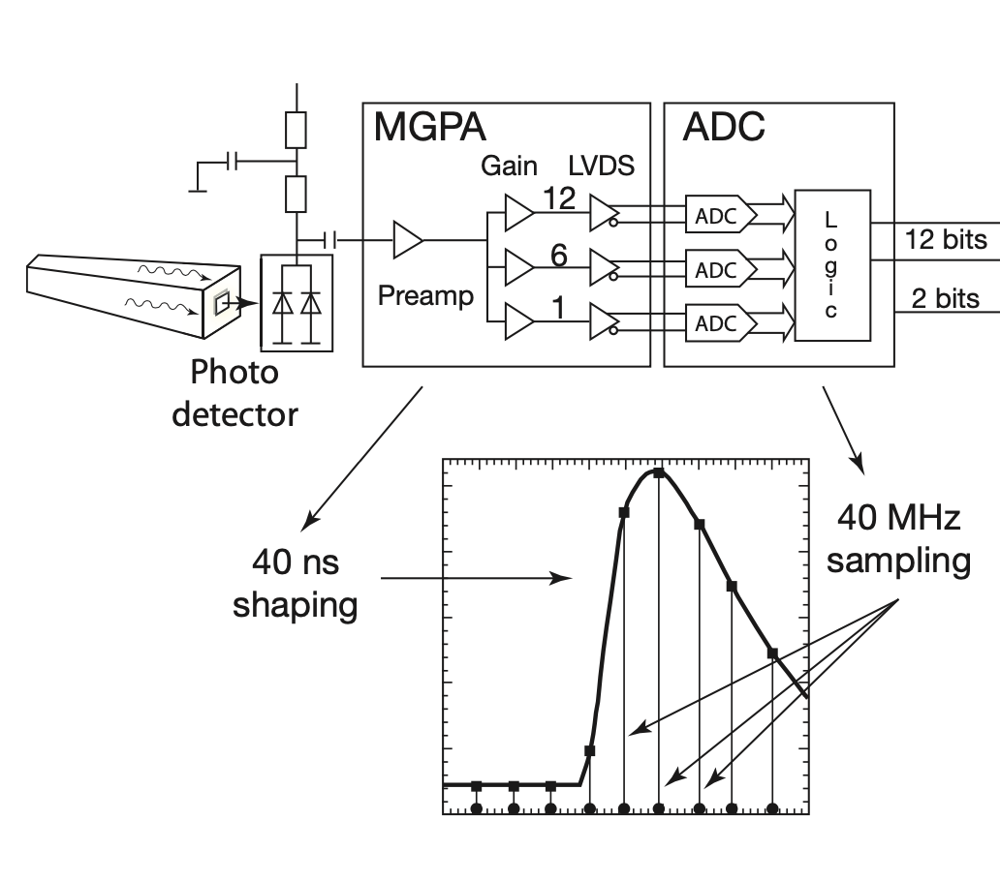 MGPA
ADC
Gain
LVDS
12
ADC
6
ADC
1
ADC
Preamp
Logic
12 bits
2 bits
Photo
detector
40 ns
shaping
40 MHz
sampling